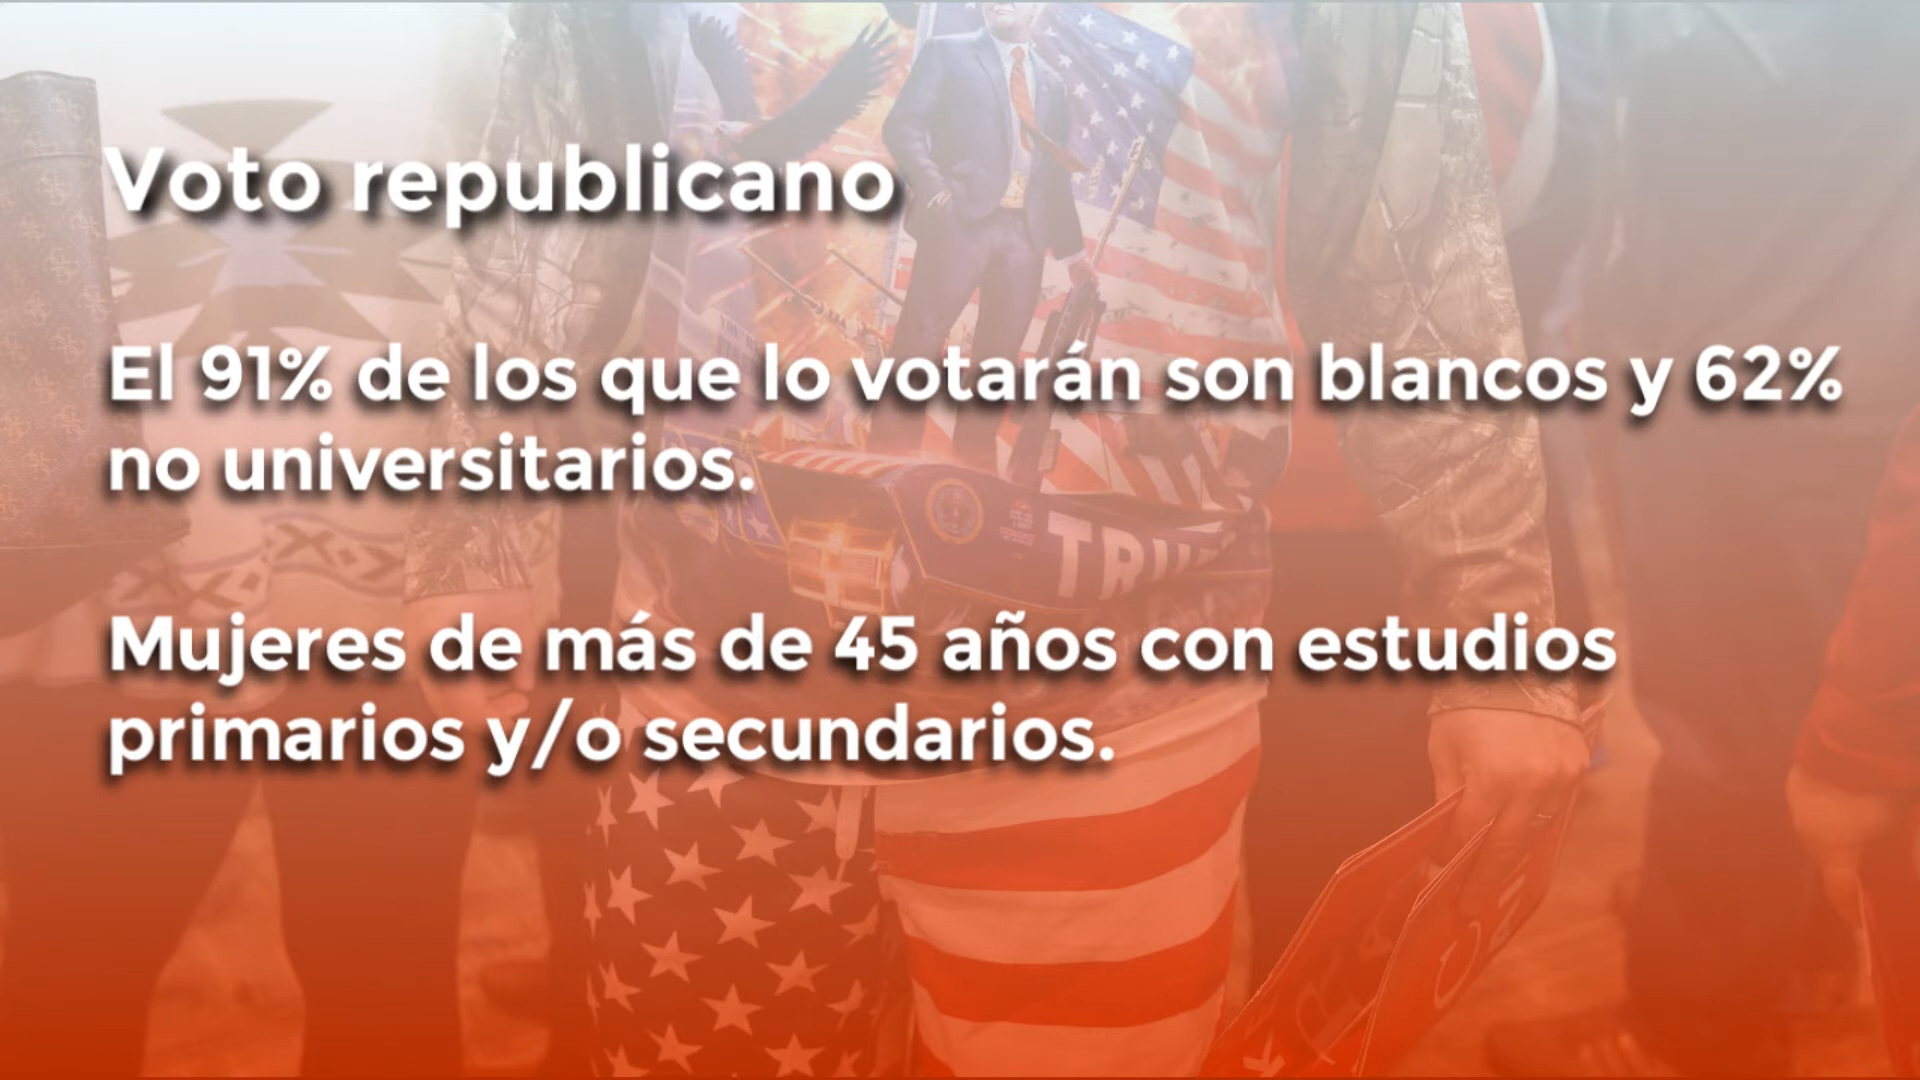 Voto republicano
El 91% de los que lo votarán son blancos y 62%
no universitarios.
TRU
Mujeres de más de 45 años con estudios
primarios y/o secundarios.